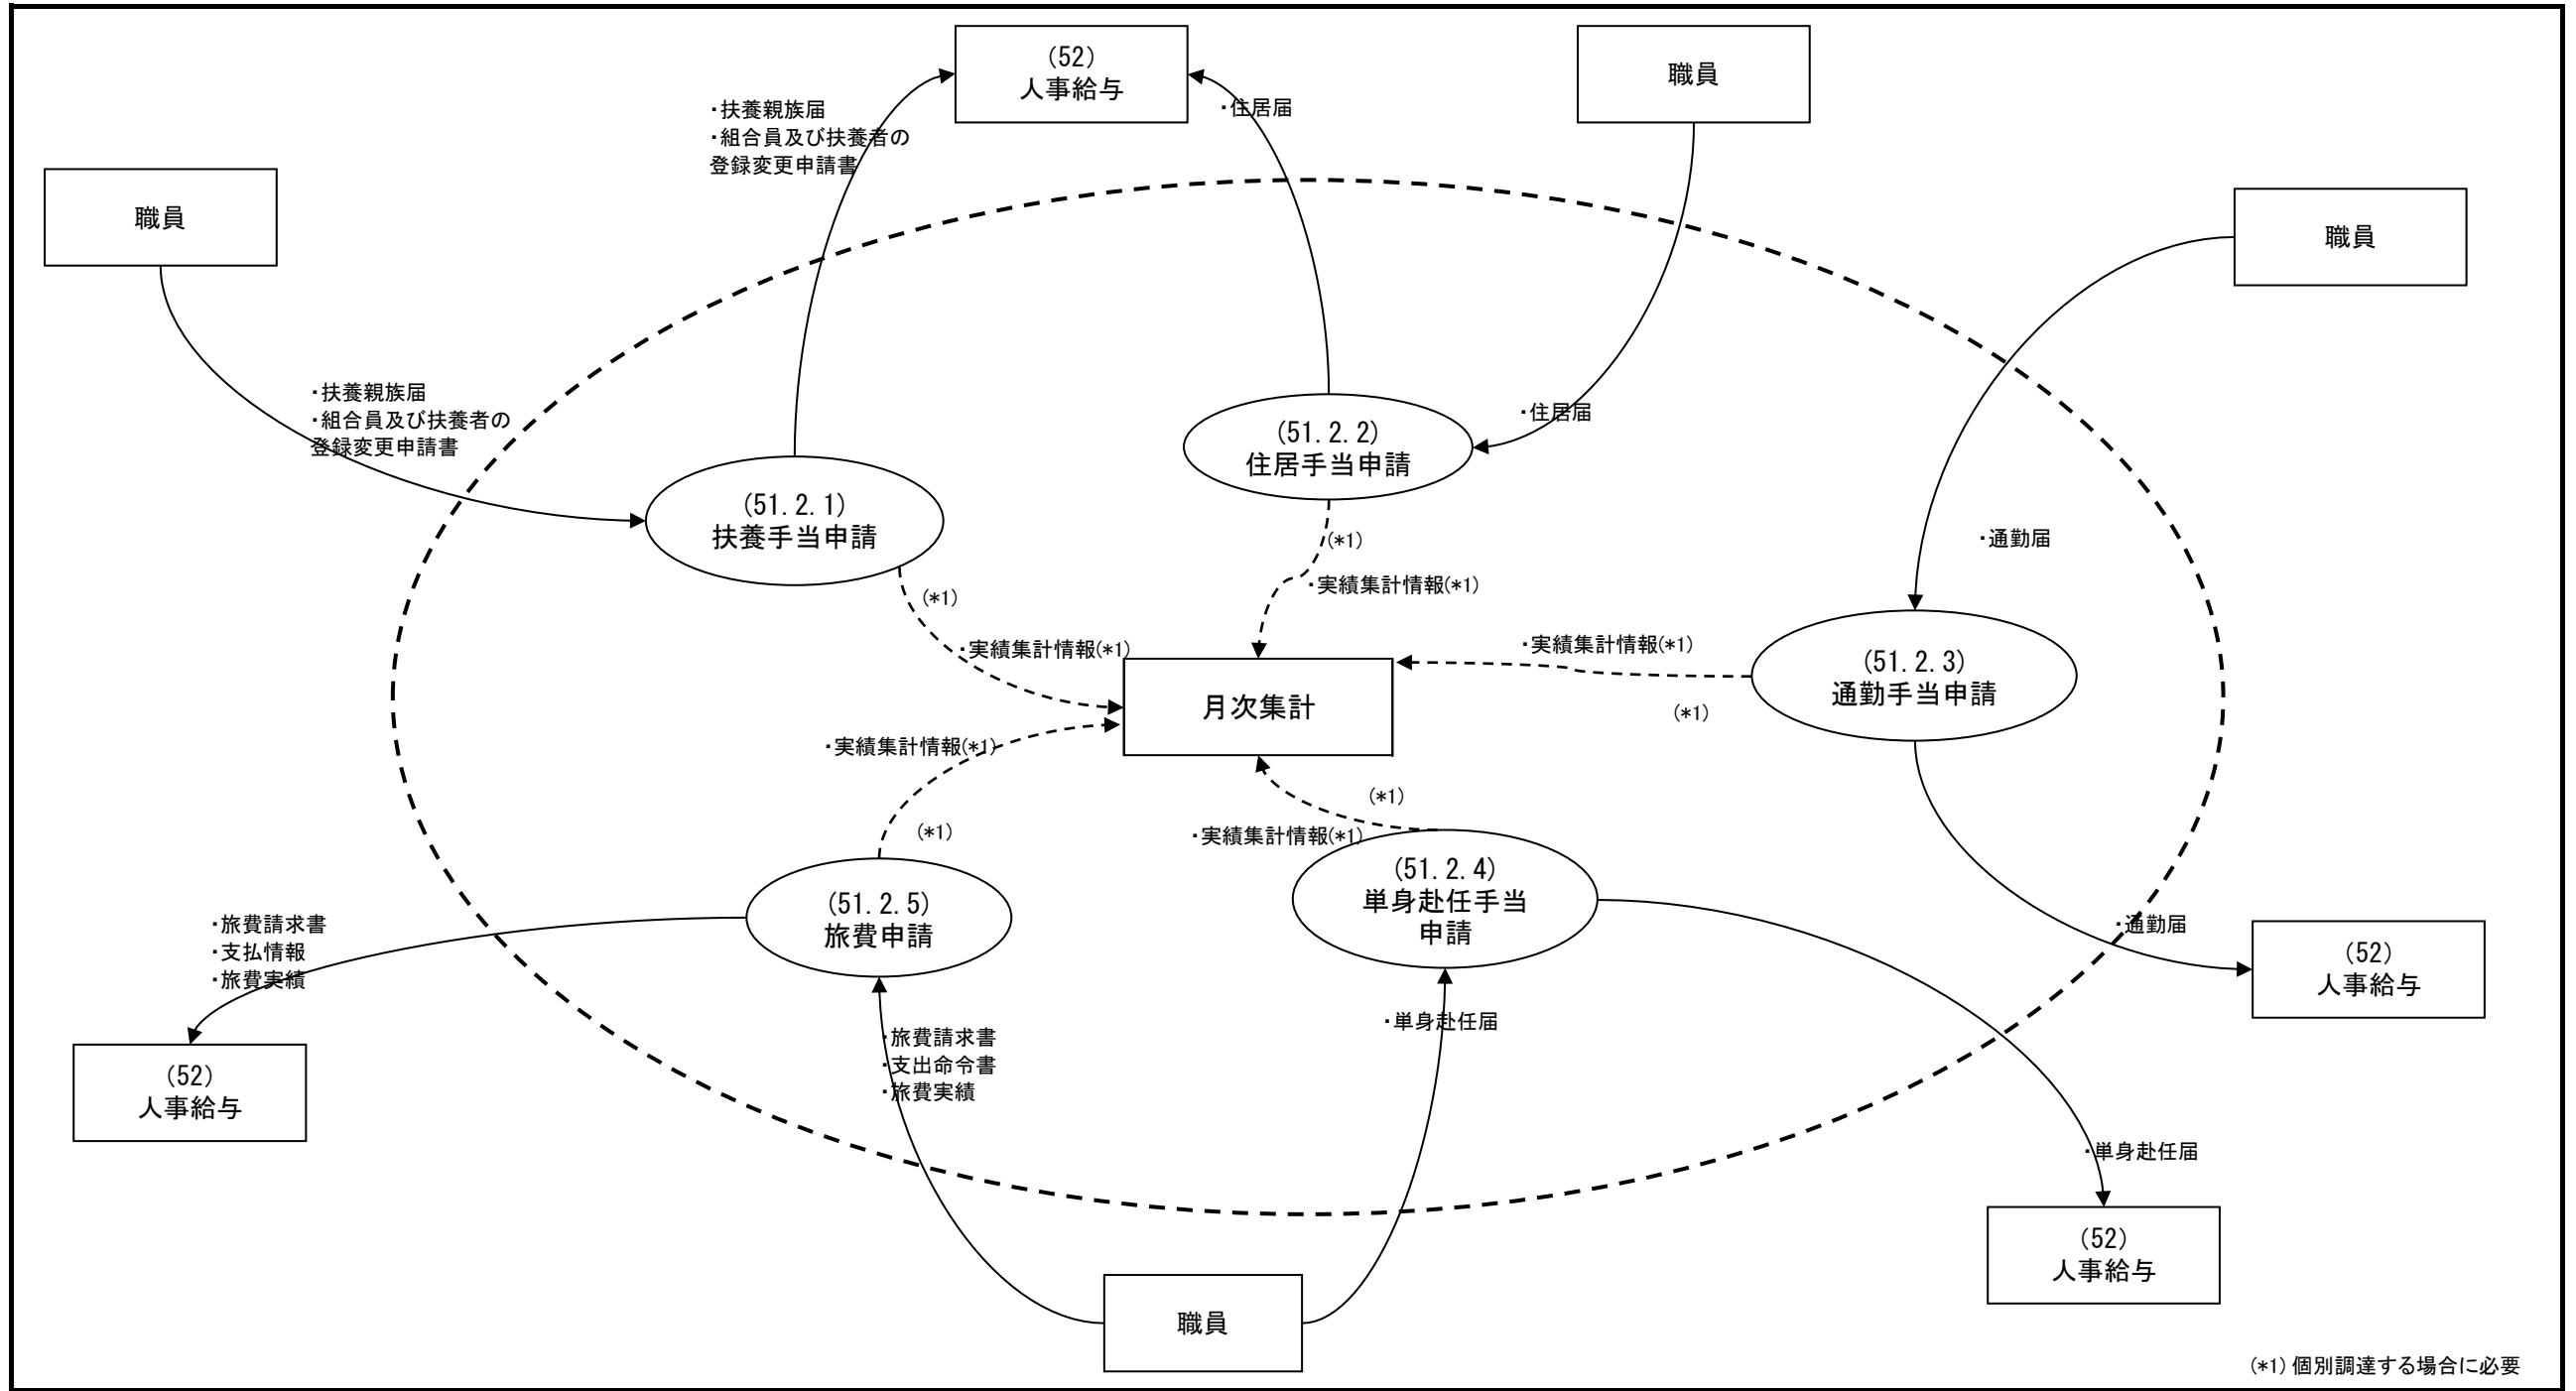 (52)
人事給与
職員
・扶養親族届
・組合員及び扶養者の
登録変更申請書
・住居届
職員
職員
・扶養親族届
・組合員及び扶養者の
登録変更申請書
・住居届
(51.2.2)
住居手当申請
(51.2.1)
扶養手当申請
・通勤届
(*1)
・実績集計情報(*1)
(*1)
・実績集計情報(*1)
・実績集計情報(*1)
(51.2.3)
通勤手当申請
月次集計
(*1)
・実績集計情報(*1)
(*1)
(*1)
・実績集計情報(*1)
(51.2.4)
単身赴任手当
申請
(51.2.5)
旅費申請
・旅費請求書
・支払情報
・旅費実績
・通勤届
(52)
人事給与
・単身赴任届
・旅費請求書
・支出命令書
・旅費実績
(52)
人事給与
・単身赴任届
(52)
人事給与
職員
(*1)個別調達する場合に必要